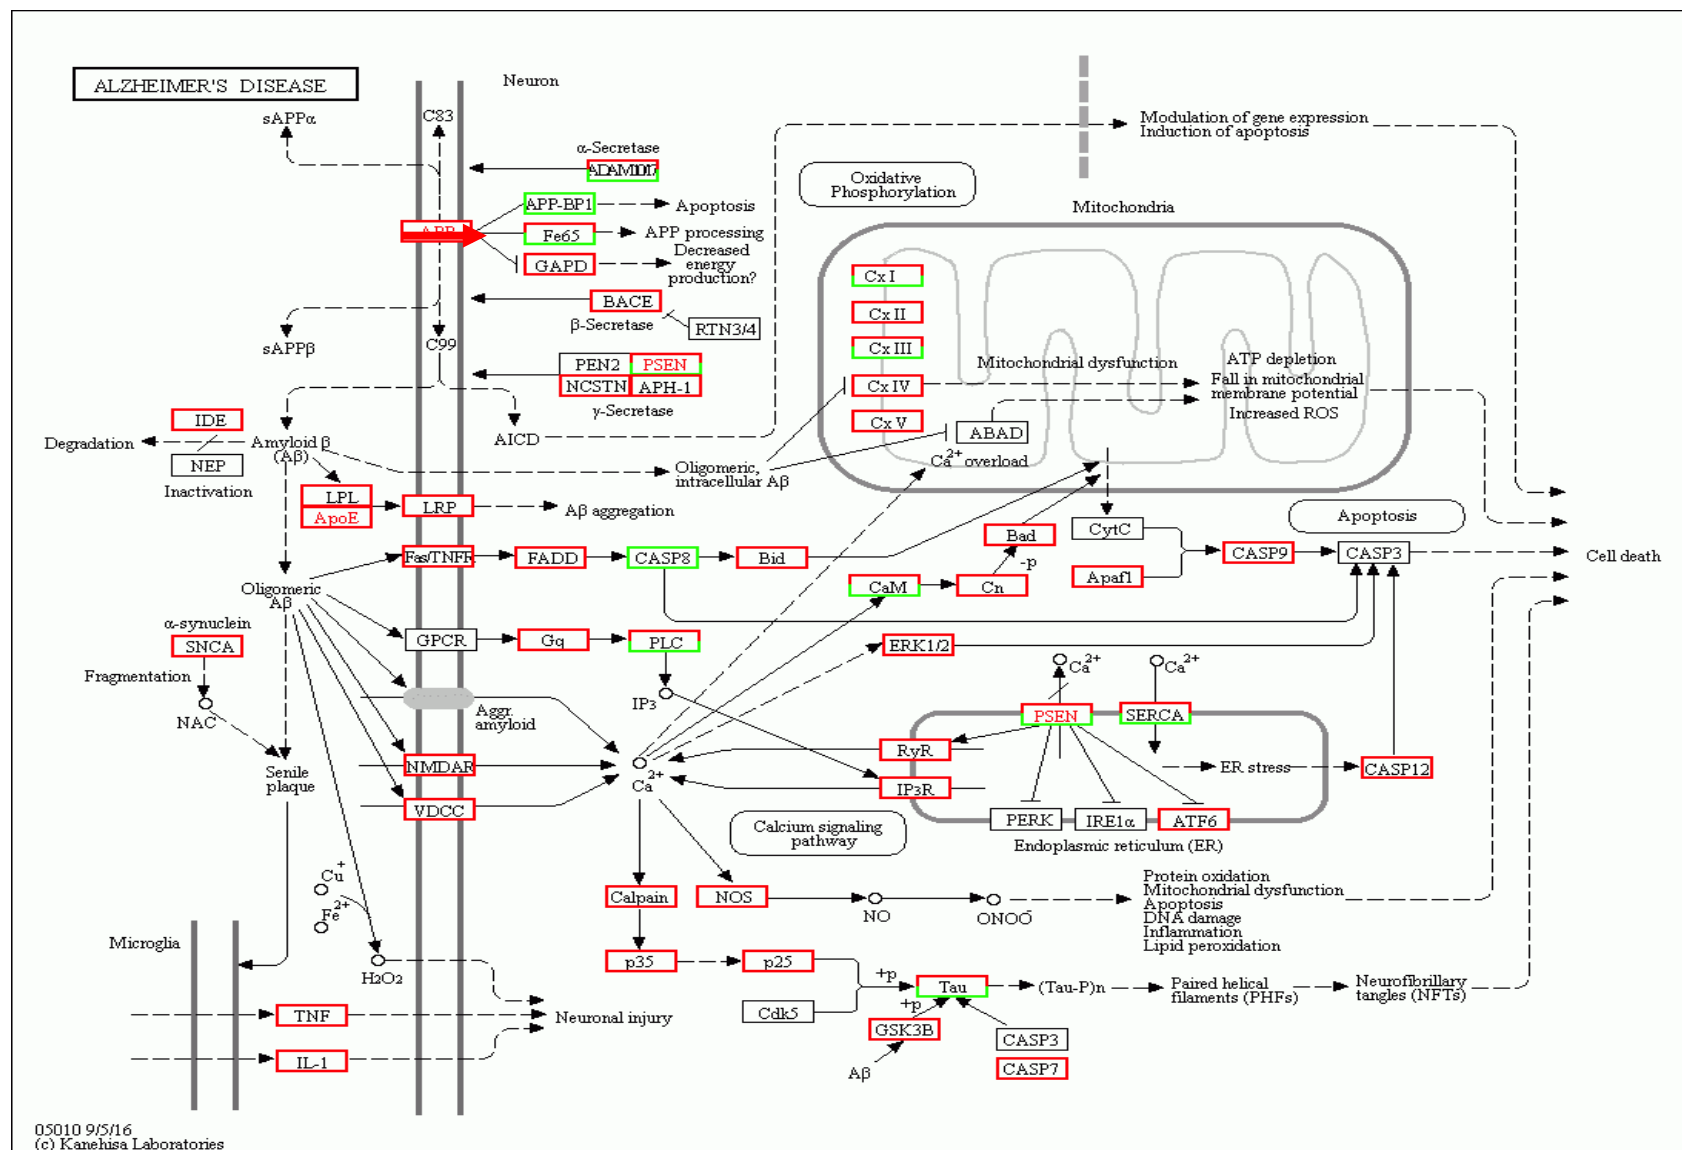 ALZHEIMER'S DISEASE
Neuron
sAPPα
C83
α-Secretase
Modulation of gene expression
Induction of apoptosis
Oxidative
Phosphorylation
Mitochondria
APP-BP1
Apoptosis
APP
Fe65
APP processing
GAPD
Decreased
energy
production?
BACE
β-Secretase
RTN3/4
sAPPβ
C99
PEN2
PSEN
NCSTN
APH-1
γ-Secretase
AICD
Cx I
Cx II
Cx III
Cx IV
Cx V
Mitochondrial dysfunction
ATP depletion
Fall in mitochondrial
membrane potential
Increased ROS
ABAD
Ca2+ overload
IDE
Degradation
Amyloid β
(Aβ)
NEP
Inactivation
Oligomeric,
intracellular Aβ
LPL
ApoE
LRP
Aβ aggregation
Fas/TNFR
FADD
CASP8
Bid
Bad
-p
CaM
Cn
CytC
Apaf1
Apoptosis
CASP9
CASP3
Cell death
Oligomeric
Aβ
α-synuclein
SNCA
Fragmentation
NAC
GPCR
Gq
PLC
IP3
ERK1/2
Ca2+
Ca2+
Aggr.
amyloid
PSEN
SERCA
RyR
IP3R
ER stress
CASP12
NMDAR
VDCC
Ca2+
Senile
plaque
PERK
IRE1α
ATF6
Endoplasmic reticulum (ER)
Calcium signaling
pathway
Cu+
Fe2+
H2O2
Calpain
NOS
NO
ONOO-
Protein oxidation
Mitochondrial dysfunction
Apoptosis
DNA damage
Inflammation
Lipid peroxidation
Microglia
p35
p25
Cdk5
+p
Tau
+p
(Tau-P)n
Paired helical
filaments (PHFs)
Neurofibrillary
tangles (NFTs)
GSK3B
Aβ
CASP3
CASP7
TNF
IL-1
Neuronal injury
05010 9/5/16
(c) Kanehisa Laboratories